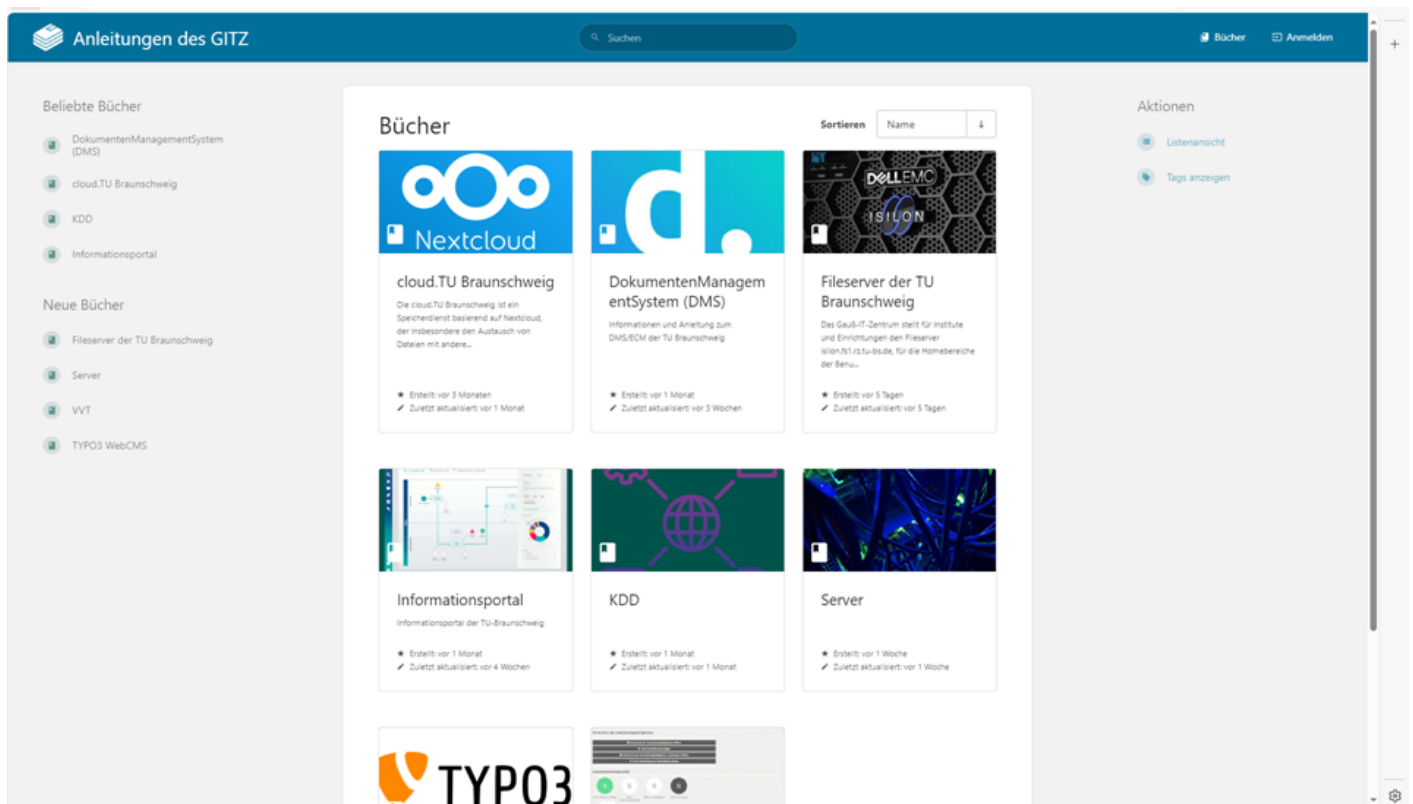 Anleitungen des GITZ
Suchen
Bücher
Anmelden
Beliebte Bücher
DokumentenManagementSystem
(DMS)
cloud.TU Braunschweig
KDD
Informationsportal
Neue Bücher
Fileserver der TU Braunschweig
Server
VVT
TYPO3 WebCMS
Bücher
Sortieren
Name
Nextcloud
cloud.TU Braunschweig
Die cloud.TU Braunschweig ist ein
Speicherdienst basierend auf Nextcloud,
der insbesondere den Austausch von
Dateien mit andere...
Erstellt: vor 3 Monaten
Zuletzt aktualisiert: vor 1 Monat
d.
DokumentenManagem
entSystem (DMS)
Informationen und Anleitung zum
DMS/ECM der TU Braunschweig
Erstellt: vor 1 Monat
Zuletzt aktualisiert: vor 3 Wochen
DELLEMC
ISILON
Fileserver der TU
Braunschweig
Das Gauß-IT-Zentrum stellt für Institute
und Einrichtungen den Fileserver
isilon.fs1.rz.tu-bs.de, für die Homebereiche
der Benu...
Erstellt: vor 5 Tagen
Zuletzt aktualisiert: vor 5 Tagen
Informationsportal
Informationsportal der TU-Braunschweig
Erstellt: vor 1 Monat
Zuletzt aktualisiert: vor 4 Wochen
KDD
Erstellt: vor 1 Monat
Zuletzt aktualisiert: vor 1 Monat
Server
Erstellt: vor 1 Woche
Zuletzt aktualisiert: vor 1 Woche
TYPO3
Aktionen
Listenansicht
Tags anzeigen